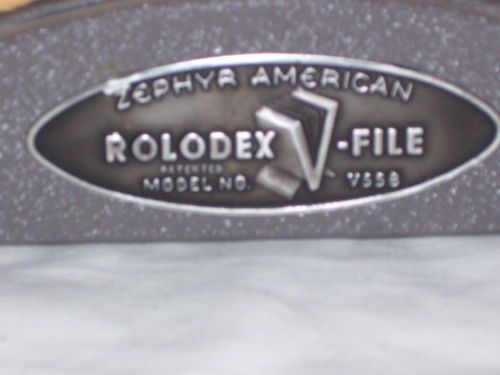 ZEPHYR AMERICAN
ROLODEX V-FILE
PATENTED
MODEL NO. V558